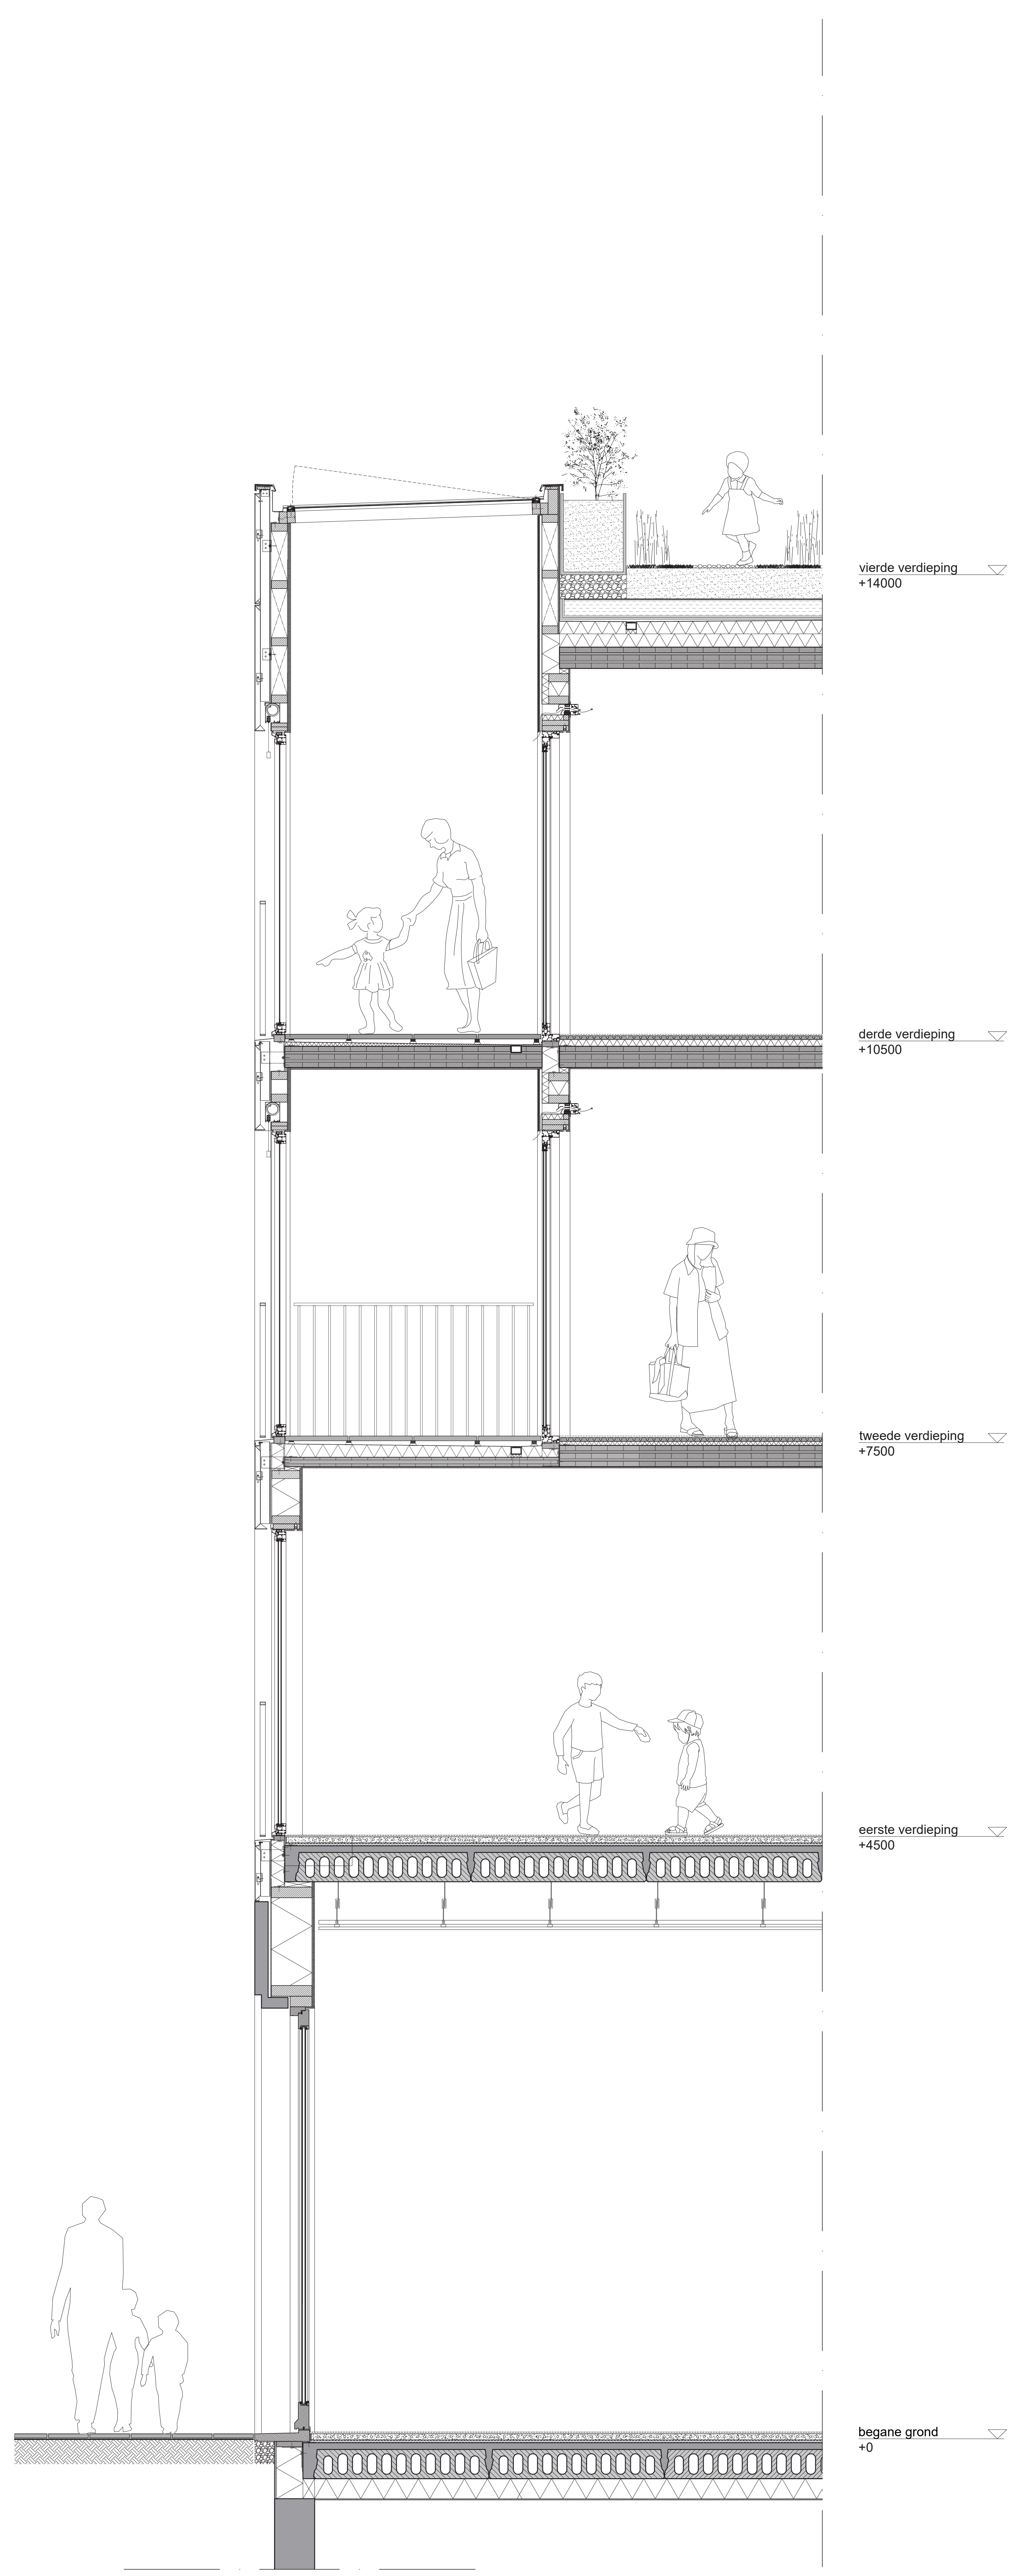 vierde verdieping
+14000
derde verdieping
+10500
tweede verdieping
+7500
eerste verdieping
+4500
begane grond
+0